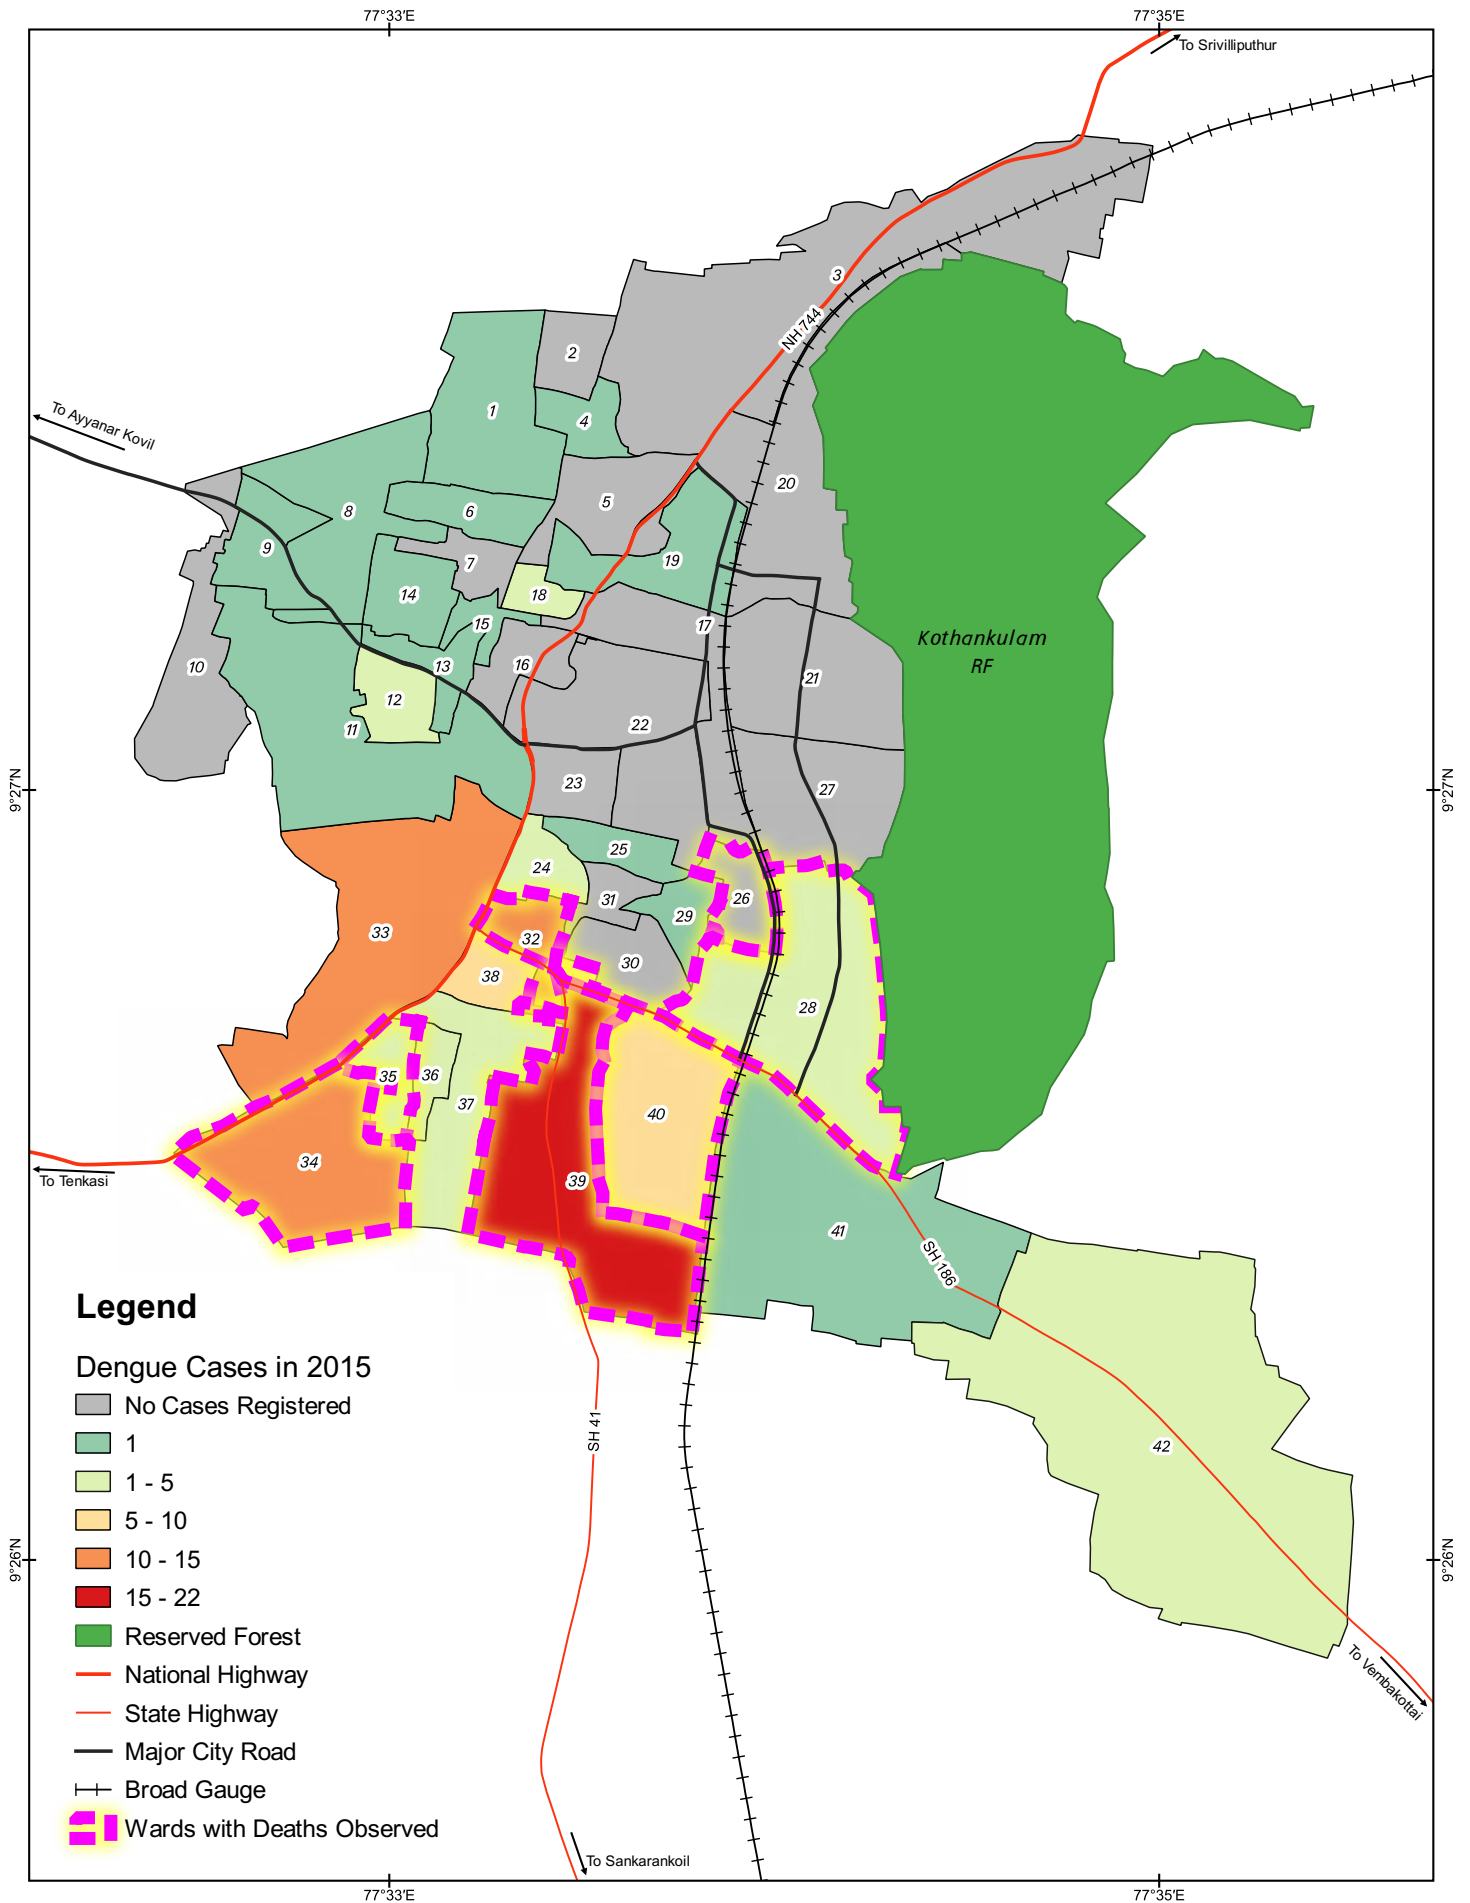 77°33'E
77°35'E
To Srivilliputhur
3
NH 744
2
1
4
To Ayyanar Kovil
20
5
8
6
9
19
7
14
18
15
17
Kothankulam
RF
10
16
13
21
12
11
22
23
27
9°27'N
9°27'N
25
24
31
26
29
33
32
30
38
28
35
36
37
40
34
39
To Tenkasi
41
SH 186
Legend
Dengue Cases in 2015
No Cases Registered
1
1 - 5
5 - 10
10 - 15
15 - 22
Reserved Forest
National Highway
State Highway
Major City Road
Broad Gauge
Wards with Deaths Observed
SH 41
42
9°26'N
9°26'N
To Vembakottai
To Sankarankoil
77°33'E
77°35'E